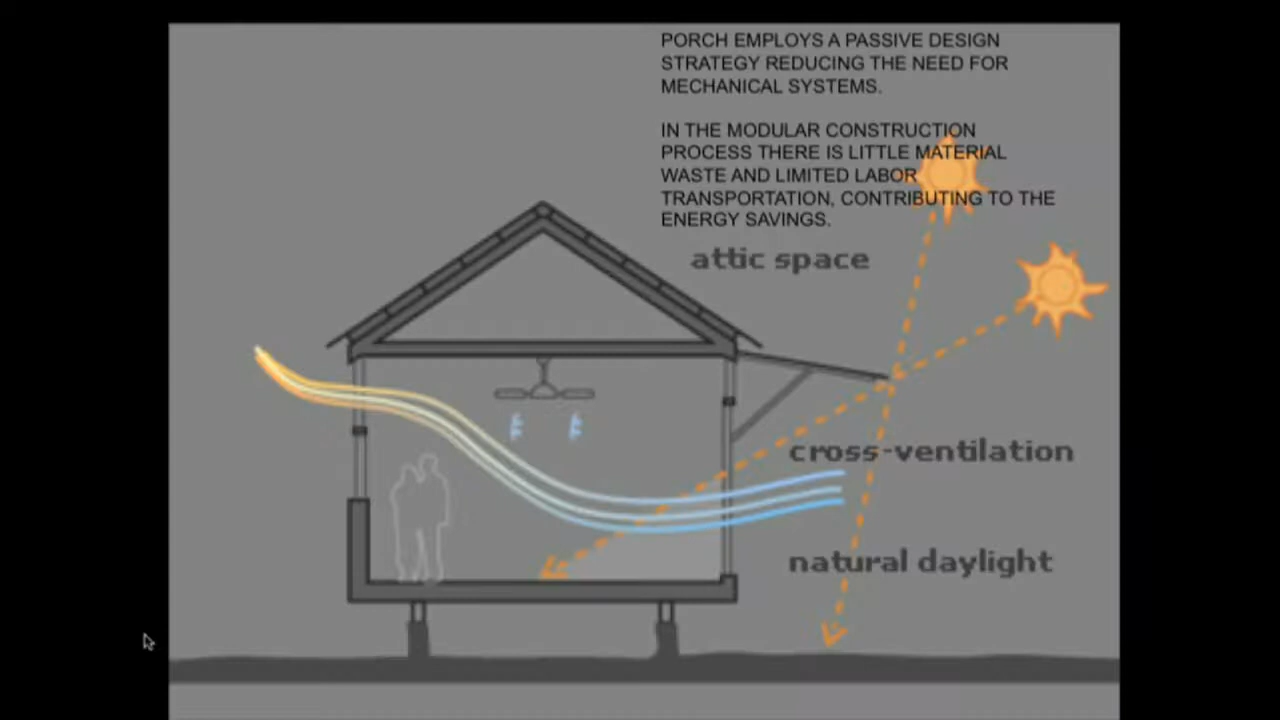 PORCH EMPLOYS A PASSIVE DESIGN
STRATEGY REDUCING THE NEED FOR
MECHANICAL SYSTEMS.
IN THE MODULAR CONSTRUCTION
PROCESS THERE IS LITTLE MATERIAL
WASTE AND LIMITED LABOR
TRANSPORTATION, CONTRIBUTING TO THE
ENERGY SAVINGS.
attic space
cross-ventilation
natural daylight